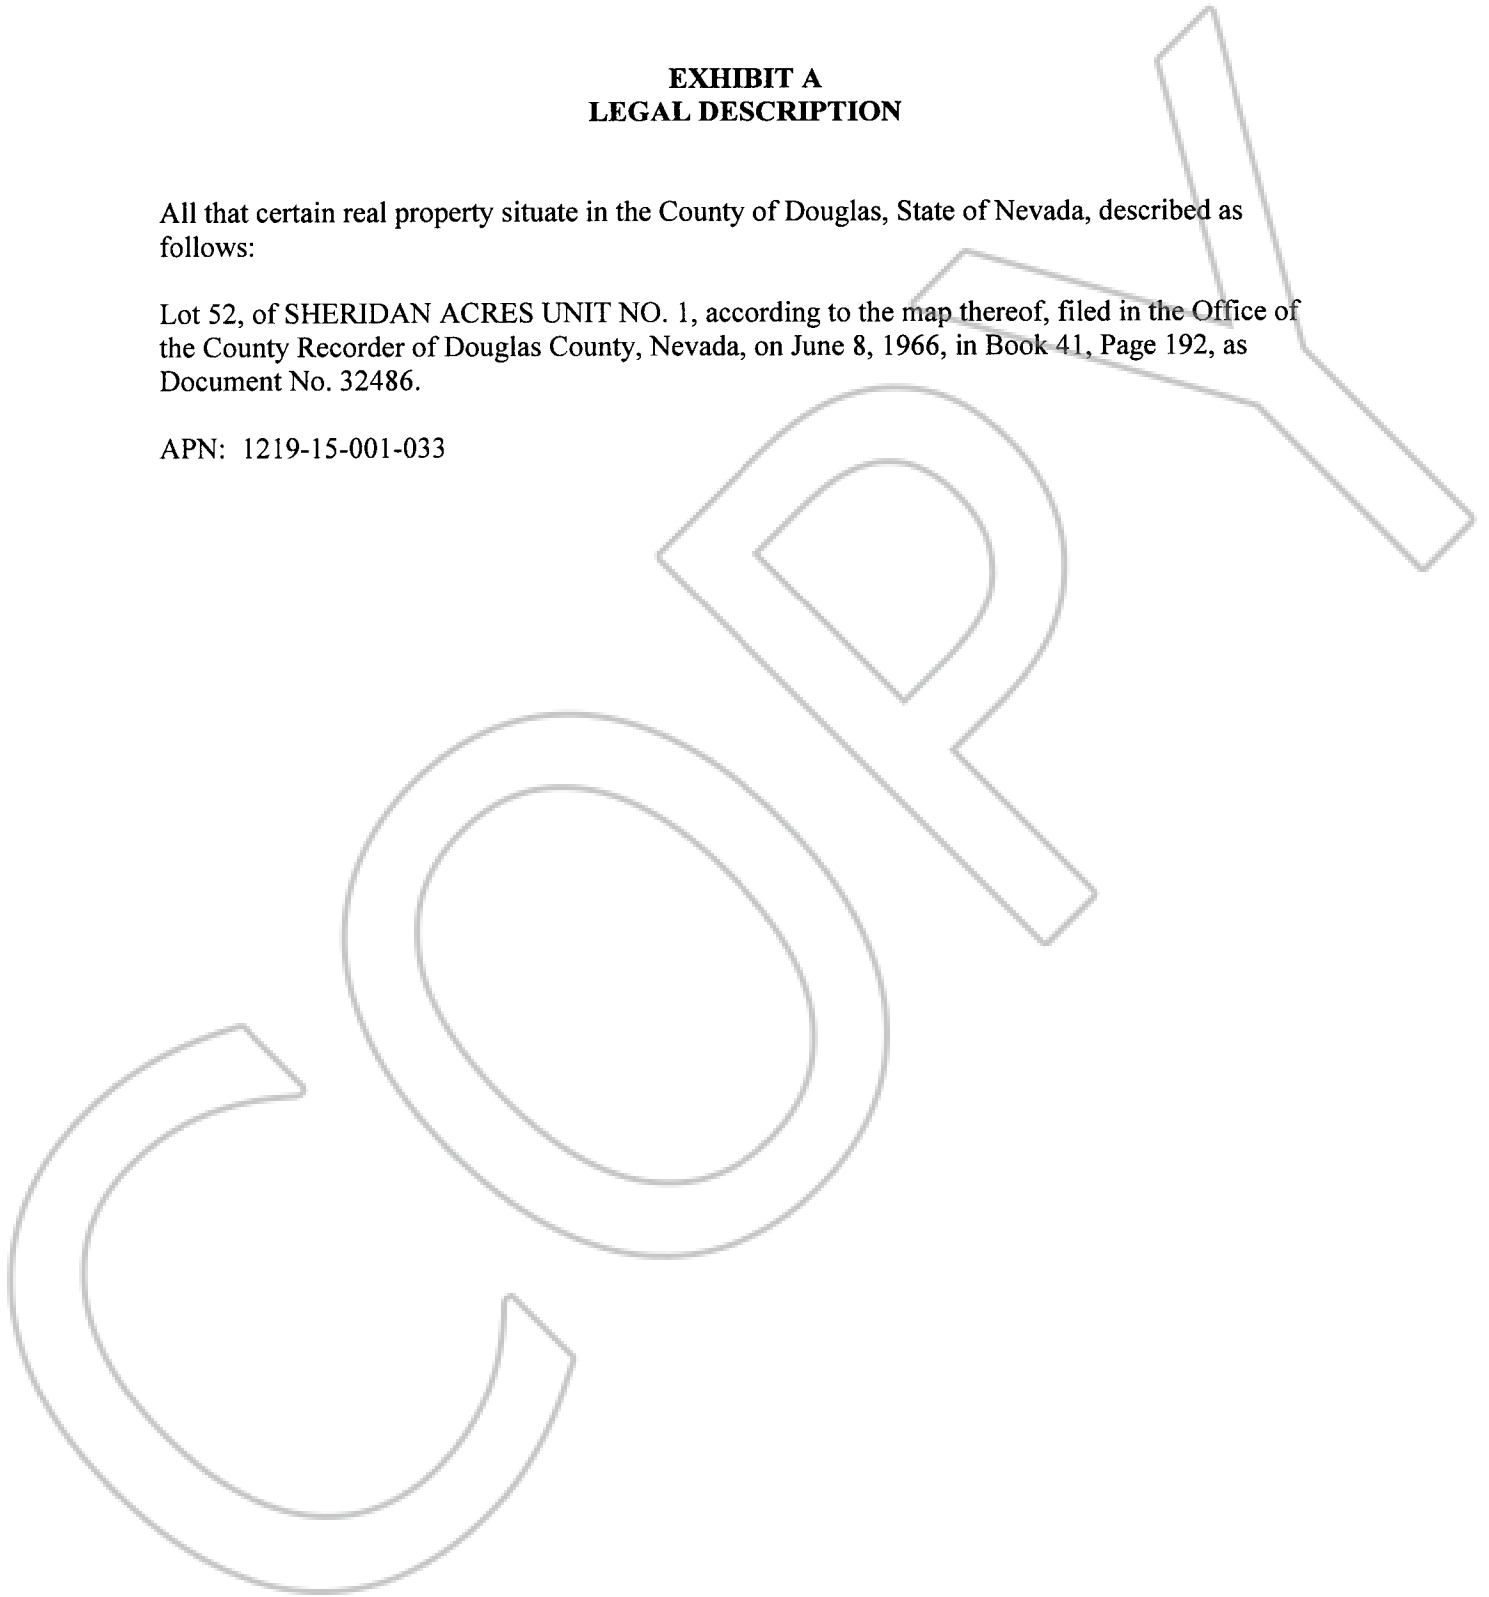 EXHIBIT A
LEGAL DESCRIPTION
All that certain real property situate in the County of Douglas, State of Nevada, described as
follows:
Lot 52, of SHERIDAN ACRES UNIT NO. 1, according to the map thereof, filed in the Office of
the County Recorder of Douglas County, Nevada, on June 8, 1966, in Book 41, Page 192, as
Document No. 32486.
APN: 1219-15-001-033
COPY